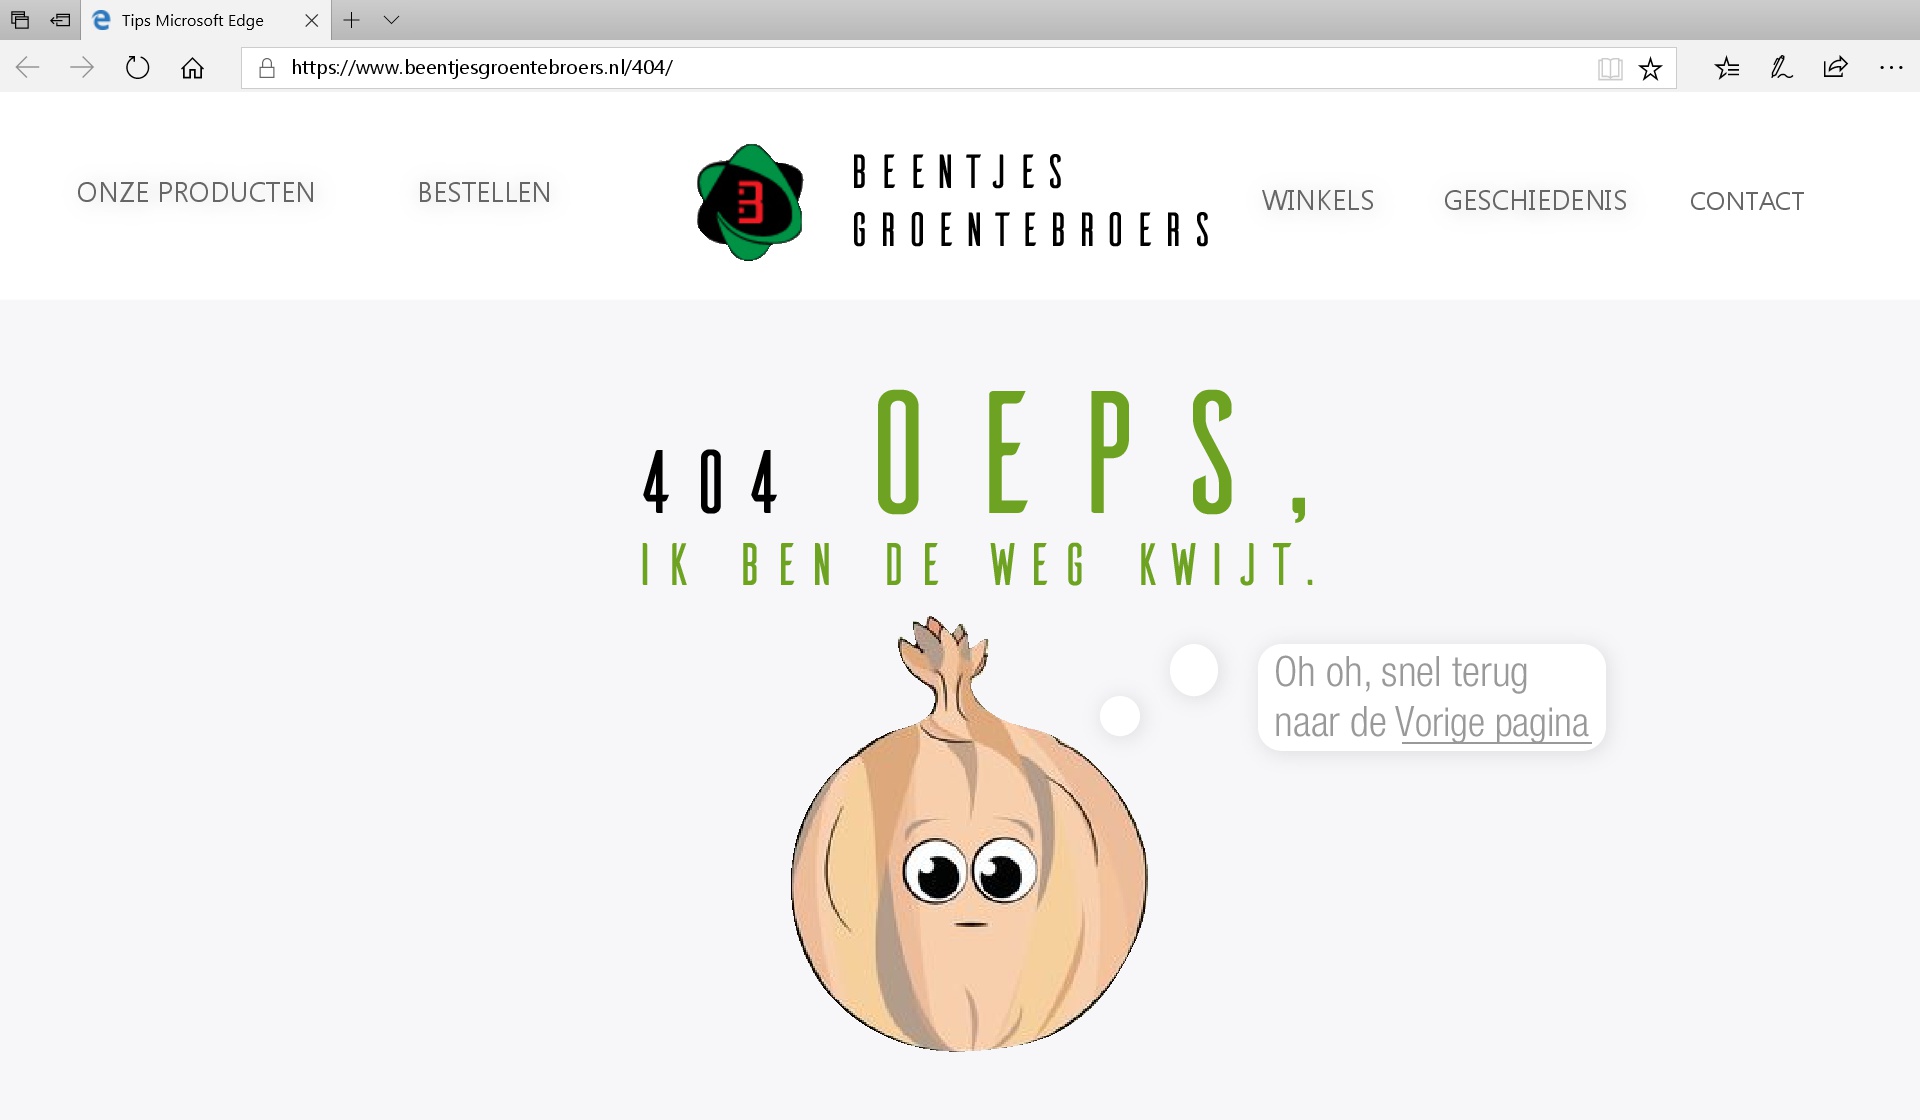 Tips Microsoft Edge
https://www.beentjesgroentebroers.nl/404/
ONZE PRODUCTEN
BESTELLEN
B
BEENTJES
GROENTEBROERS
WINKELS
GESCHIEDENIS
CONTACT
404 OEPS,
IK BEN DE WEG KWIJT.
Oh oh, snel terug
naar de Vorige pagina